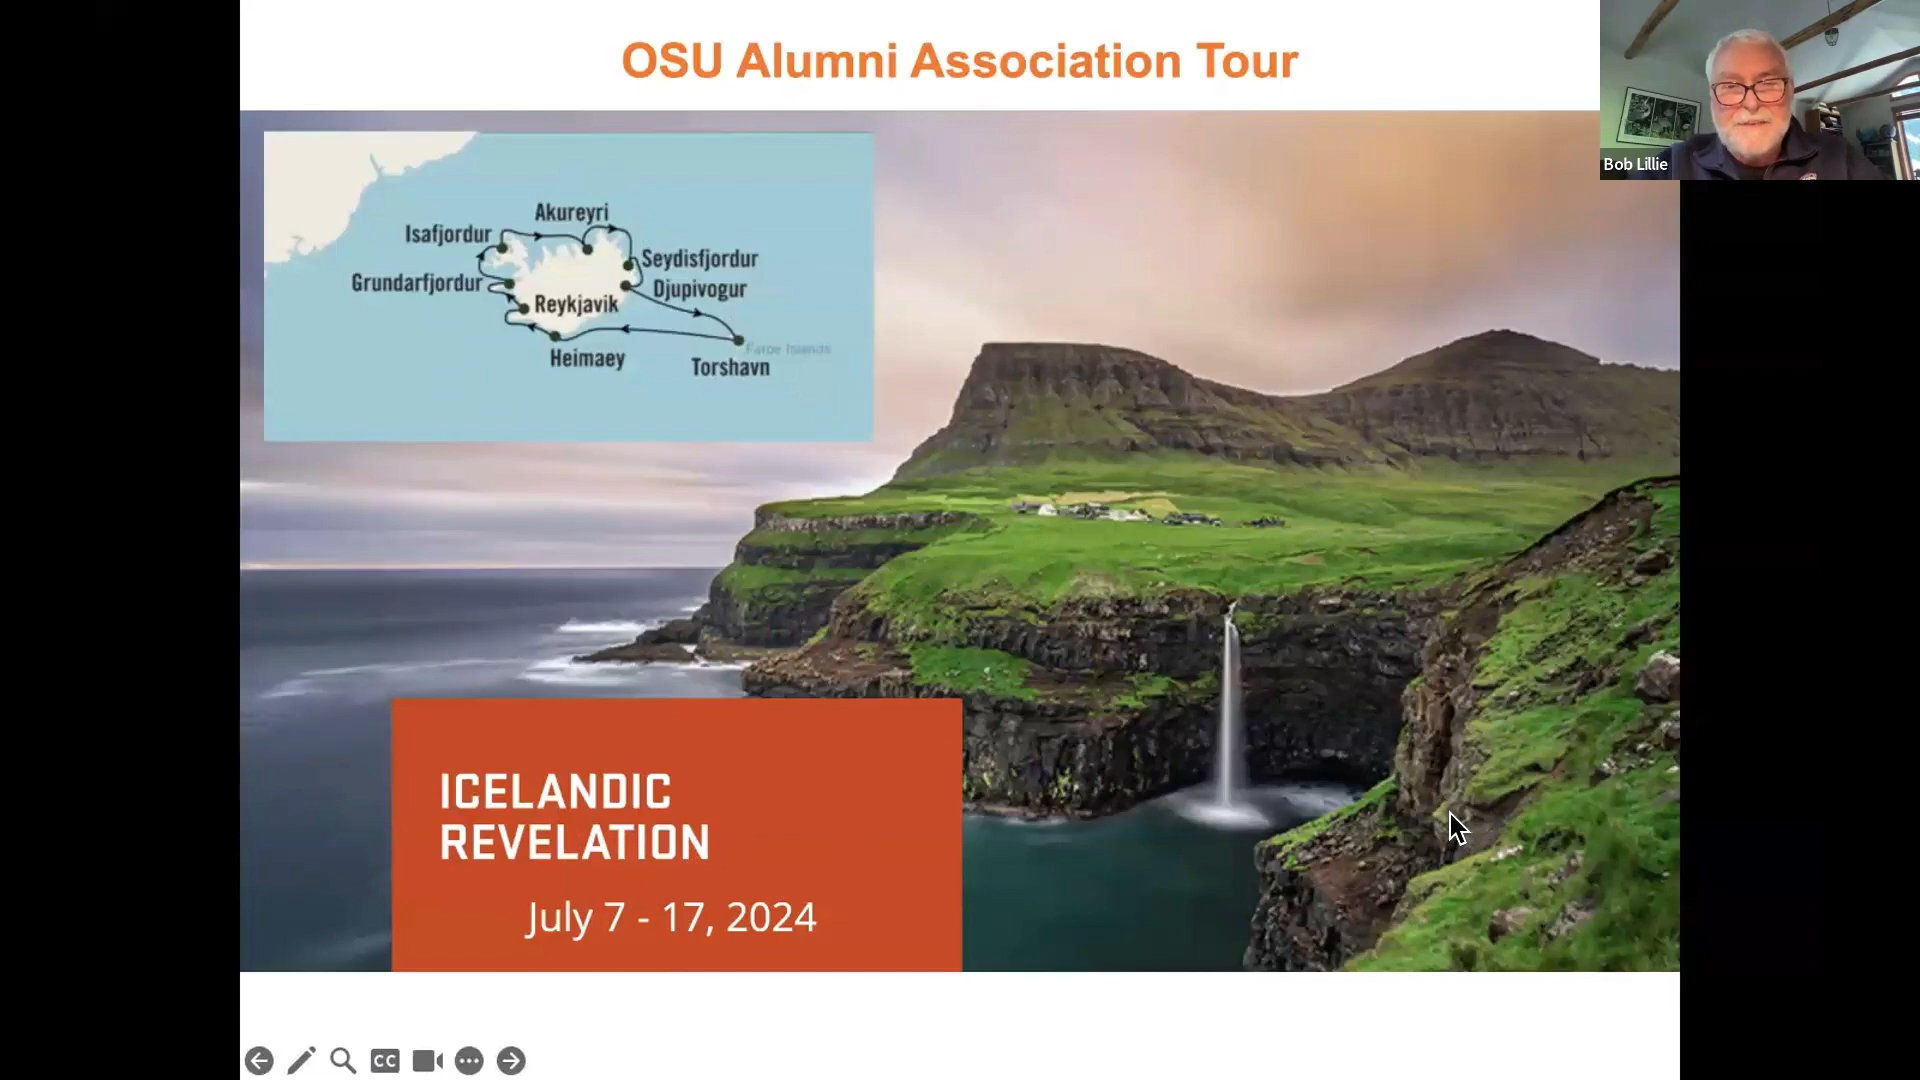 OSU Alumni Association Tour
Bob Lillie
Akureyri
Isafjordur
Seydisfjordur
Grundarfjordur
Djupivogur
Reykjavik
Faroe Islands
Heimaey
Torshavn
ICELANDIC
REVELATION
July 7 - 17, 2024
CC